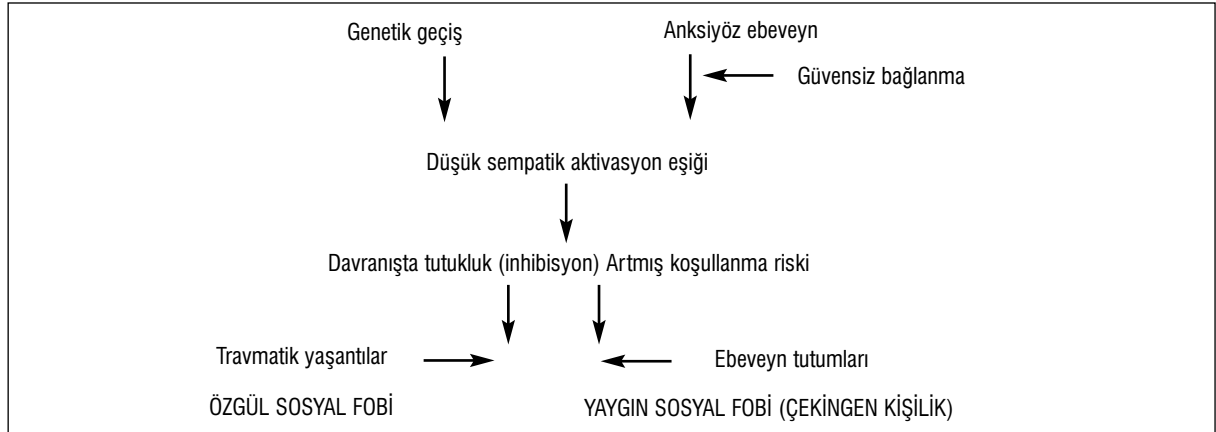 Genetik geçiş
Anksiyöz ebeveyn
Güvensiz bağlanma
Düşük sempatik aktivasyon eşiği
Davranışta tutukluk (inhibisyon) Artmış koşullanma riski
Travmatik yaşantılar
Ebeveyn tutumları
ÖZGÜL SOSYAL FOBİ
YAYGIN SOSYAL FOBİ (ÇEKİNGEN KİŞİLİK)